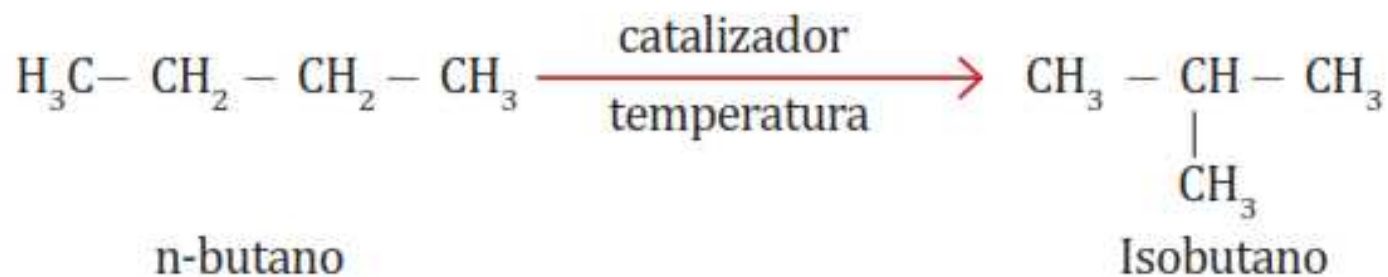 catalizador
H₃C– CH₂ – CH₂ – CH₃ ⟶ CH₃ – CH – CH₃
temperatura
|
CH₃
n-butano Isobutano